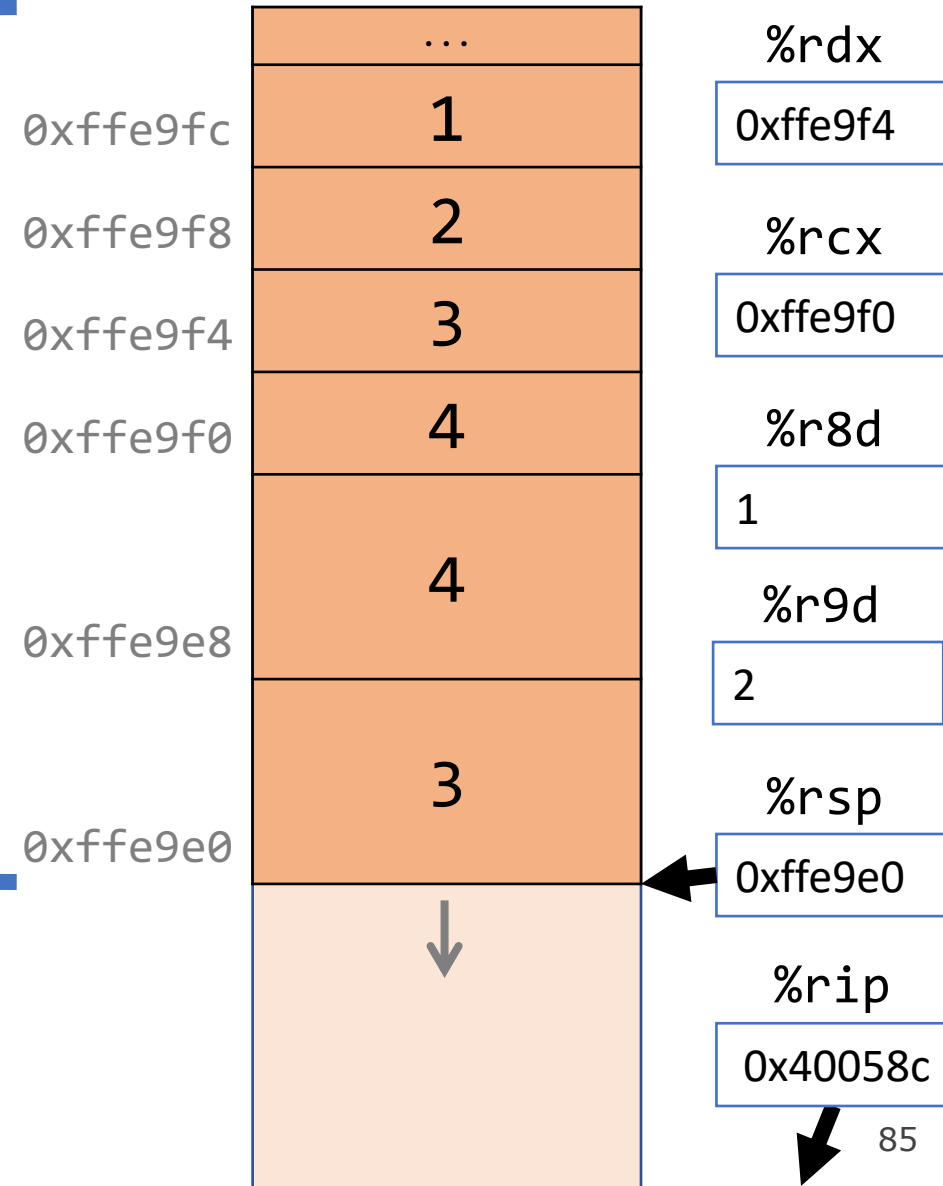 ...
0xffe9fc
1
0xffe9f8
2
0xffe9f4
3
0xffe9f0
4
0xffe9e8
4
0xffe9e0
3
%rdx
0xffe9f4
%rcx
0xffe9f0
%r8d
1
%r9d
2
%rsp
0xffe9e0
%rip
0x40058c
85